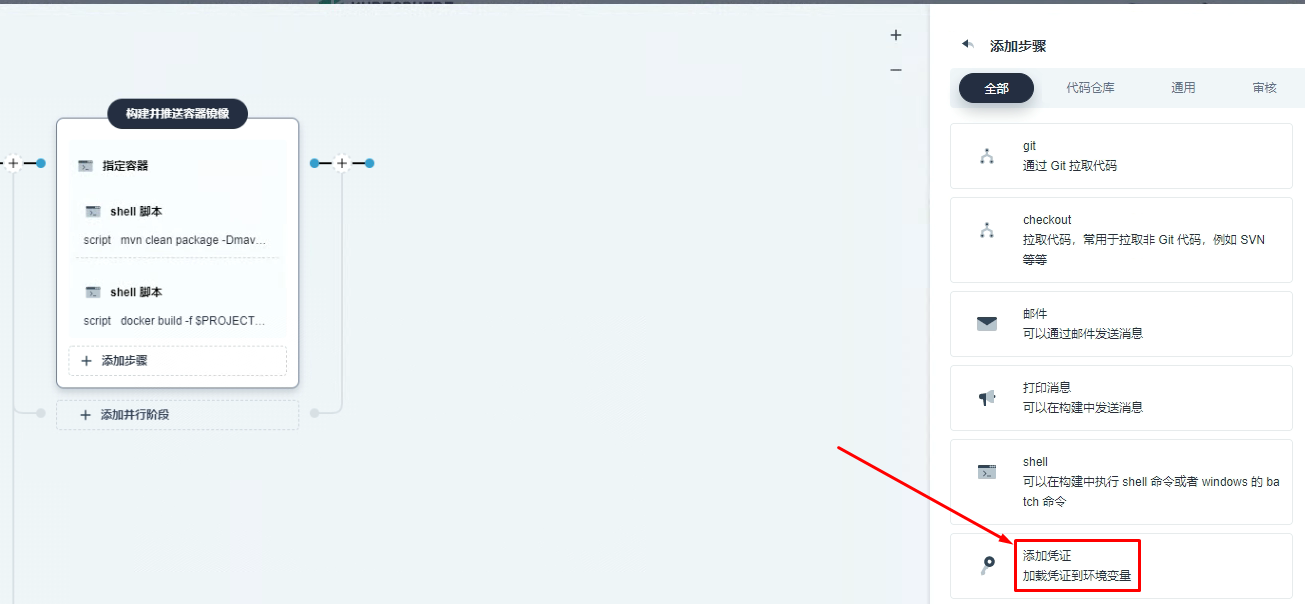 构建并推送容器镜像
指定容器
shell 脚本
script mvn clean package -Dmav...
shell 脚本
script docker build -f $PROJECT...
添加步骤
添加并行阶段
添加步骤
全部 代码仓库 通用 审核
git
通过 Git 拉取代码
checkout
拉取代码，常用于拉取非 Git 代码，例如 SVN
等等
邮件
可以通过邮件发送消息
打印消息
可以在构建中发送消息
shell
可以在构建中执行 shell 命令或者 windows 的 ba
tch 命令
添加凭证
加载凭证到环境变量